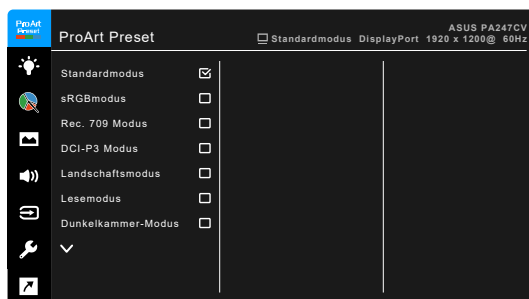 ProArt
Preset
ProArt Preset
ASUS PA247CV
Standardmodus DisplayPort 1920 x 1200@ 60Hz
Standardmodus
sRGBmodus
Rec. 709 Modus
DCI-P3 Modus
Landschaftsmodus
Lesemodus
Dunkelkammer-Modus